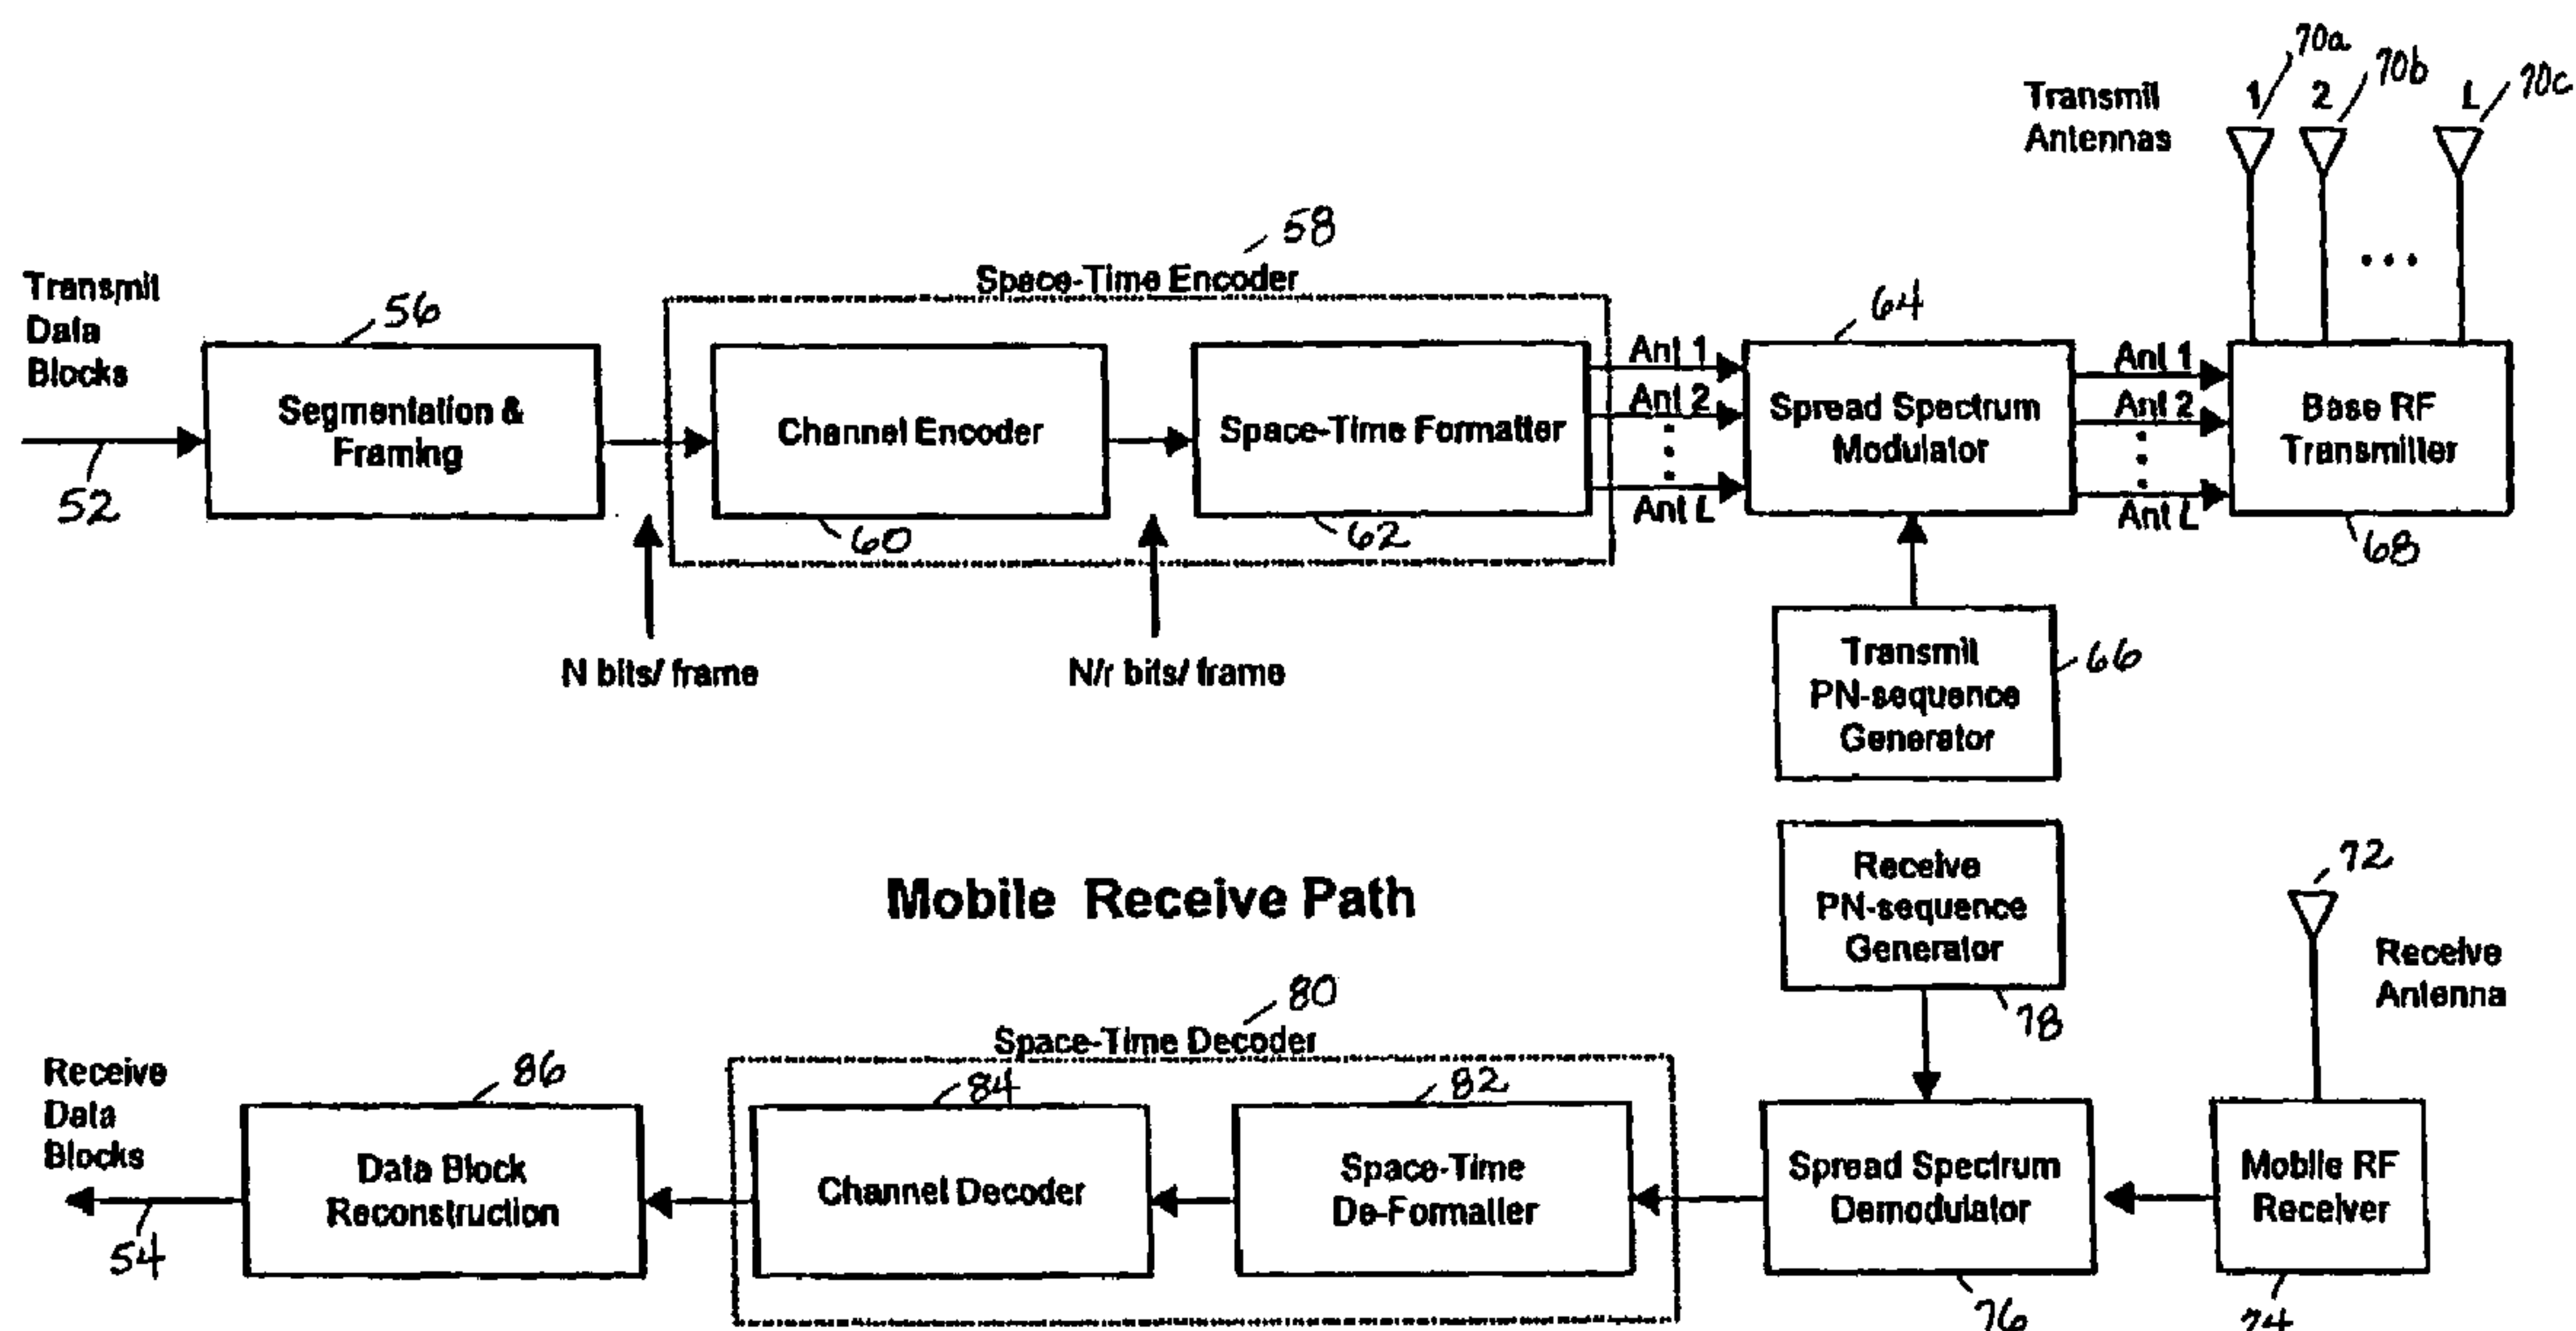 70a
70b
70c
Transmit
Antennas
1
2
L
...
58
Space-Time Encoder
Transmit
Data
Blocks
52
56
Segmentation &
Framing
Channel Encoder
60
Space-Time Formatter
62
Ant 1
Ant 2
Ant L
64
Spread Spectrum
Modulator
Ant 1
Ant 2
Ant L
Base RF
Transmitter
68
N bits/ frame
N/r bits/ frame
Transmit
PN-sequence
Generator
66
Mobile Receive Path
Receive
PN-sequence
Generator
78
72
Receive
Antenna
80
Space-Time Decoder
Receive
Data
Blocks
54
86
Data Block
Reconstruction
84
Channel Decoder
82
Space-Time
De-Formatter
Spread Spectrum
Demodulator
76
Mobile RF
Receiver
74